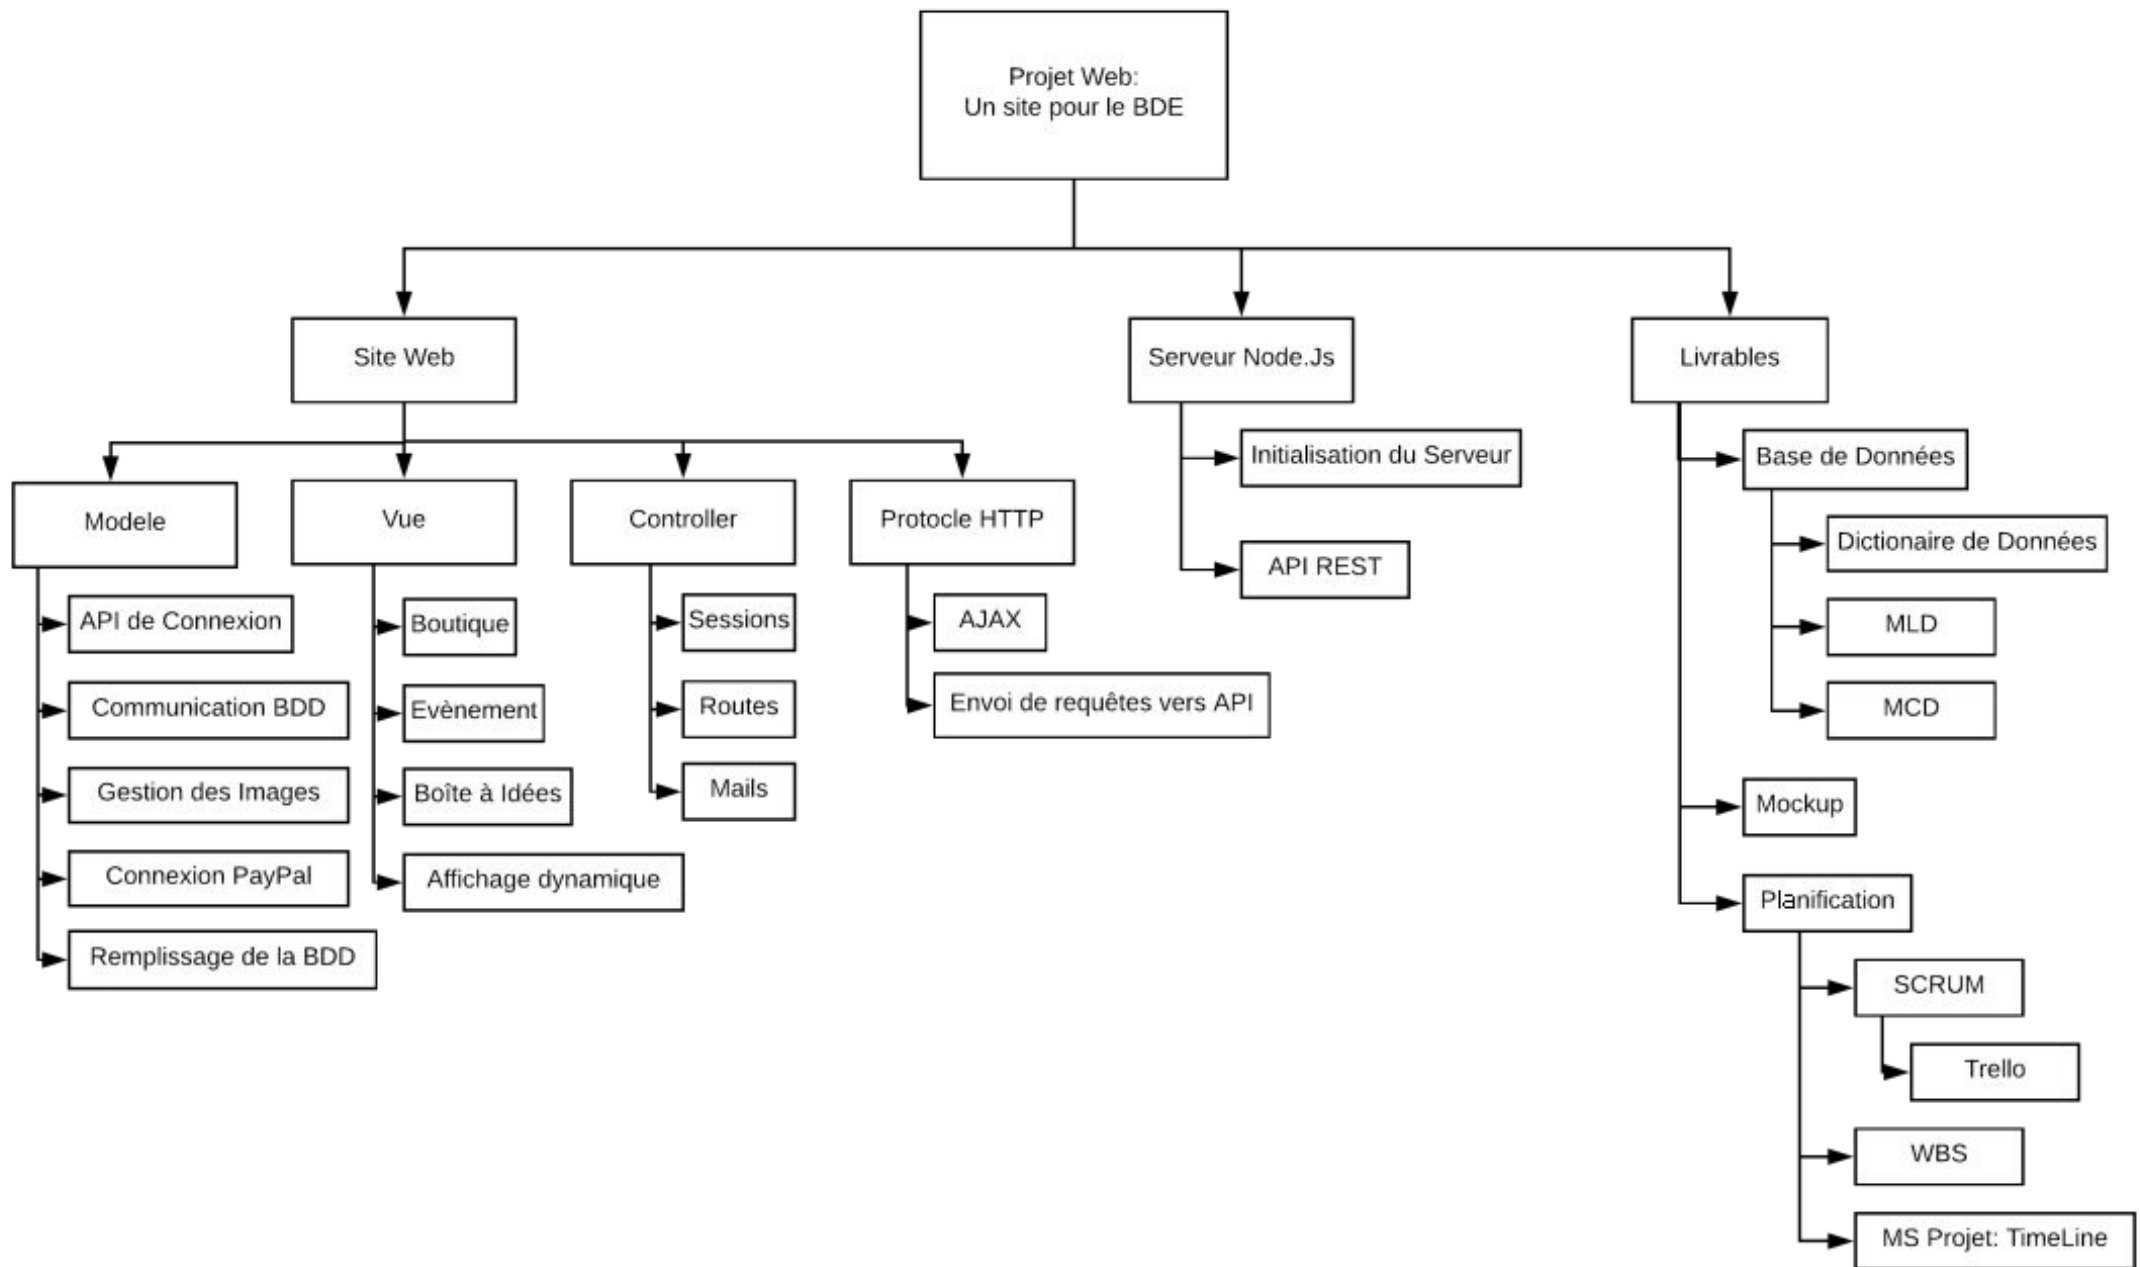 Projet Web:
Un site pour le BDE
Site Web
Serveur Node.Js
Livrables
Modele
Vue
Controller
Protocle HTTP
API de Connexion
Communication BDD
Gestion des Images
Connexion PayPal
Remplissage de la BDD
Boutique
Evènement
Boîte à Idées
Affichage dynamique
Sessions
Routes
Mails
AJAX
Envoi de requêtes vers API
Initialisation du Serveur
API REST
Base de Données
Dictionaire de Données
MLD
MCD
Mockup
Planification
SCRUM
Trello
WBS
MS Projet: TimeLine